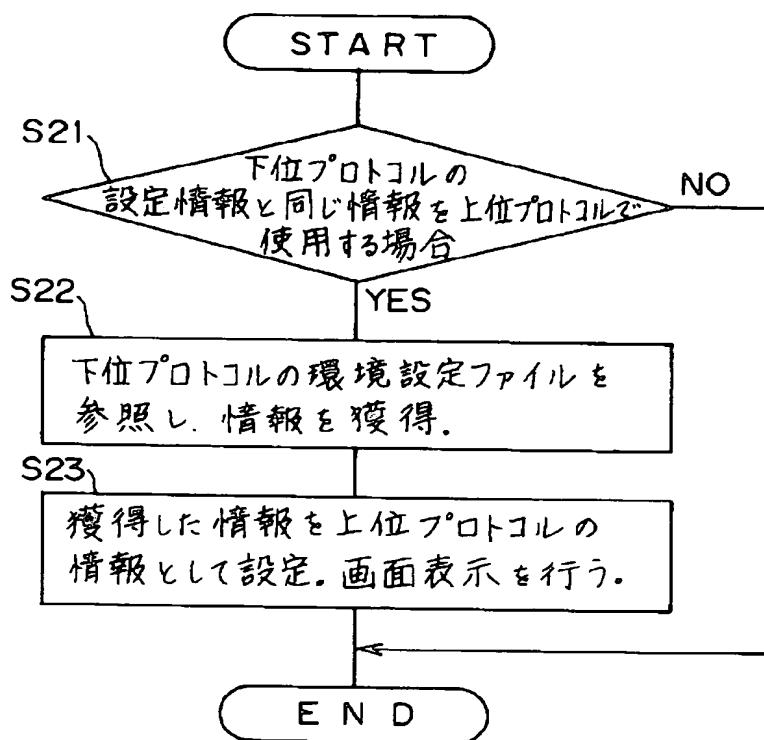 START
S21
下位プロトコルの
設定情報と同じ情報を上位プロトコルで
使用する場合
NO
YES
S22
下位プロトコルの環境設定ファイルを
参照し、情報を獲得.
S23
獲得した情報を上位プロトコルの
情報として設定。画面表示を行う。
END